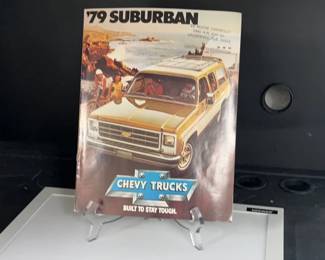 '79 SUBURBAN
CHEVY TRUCKS
BUILT TO STAY TOUGH.